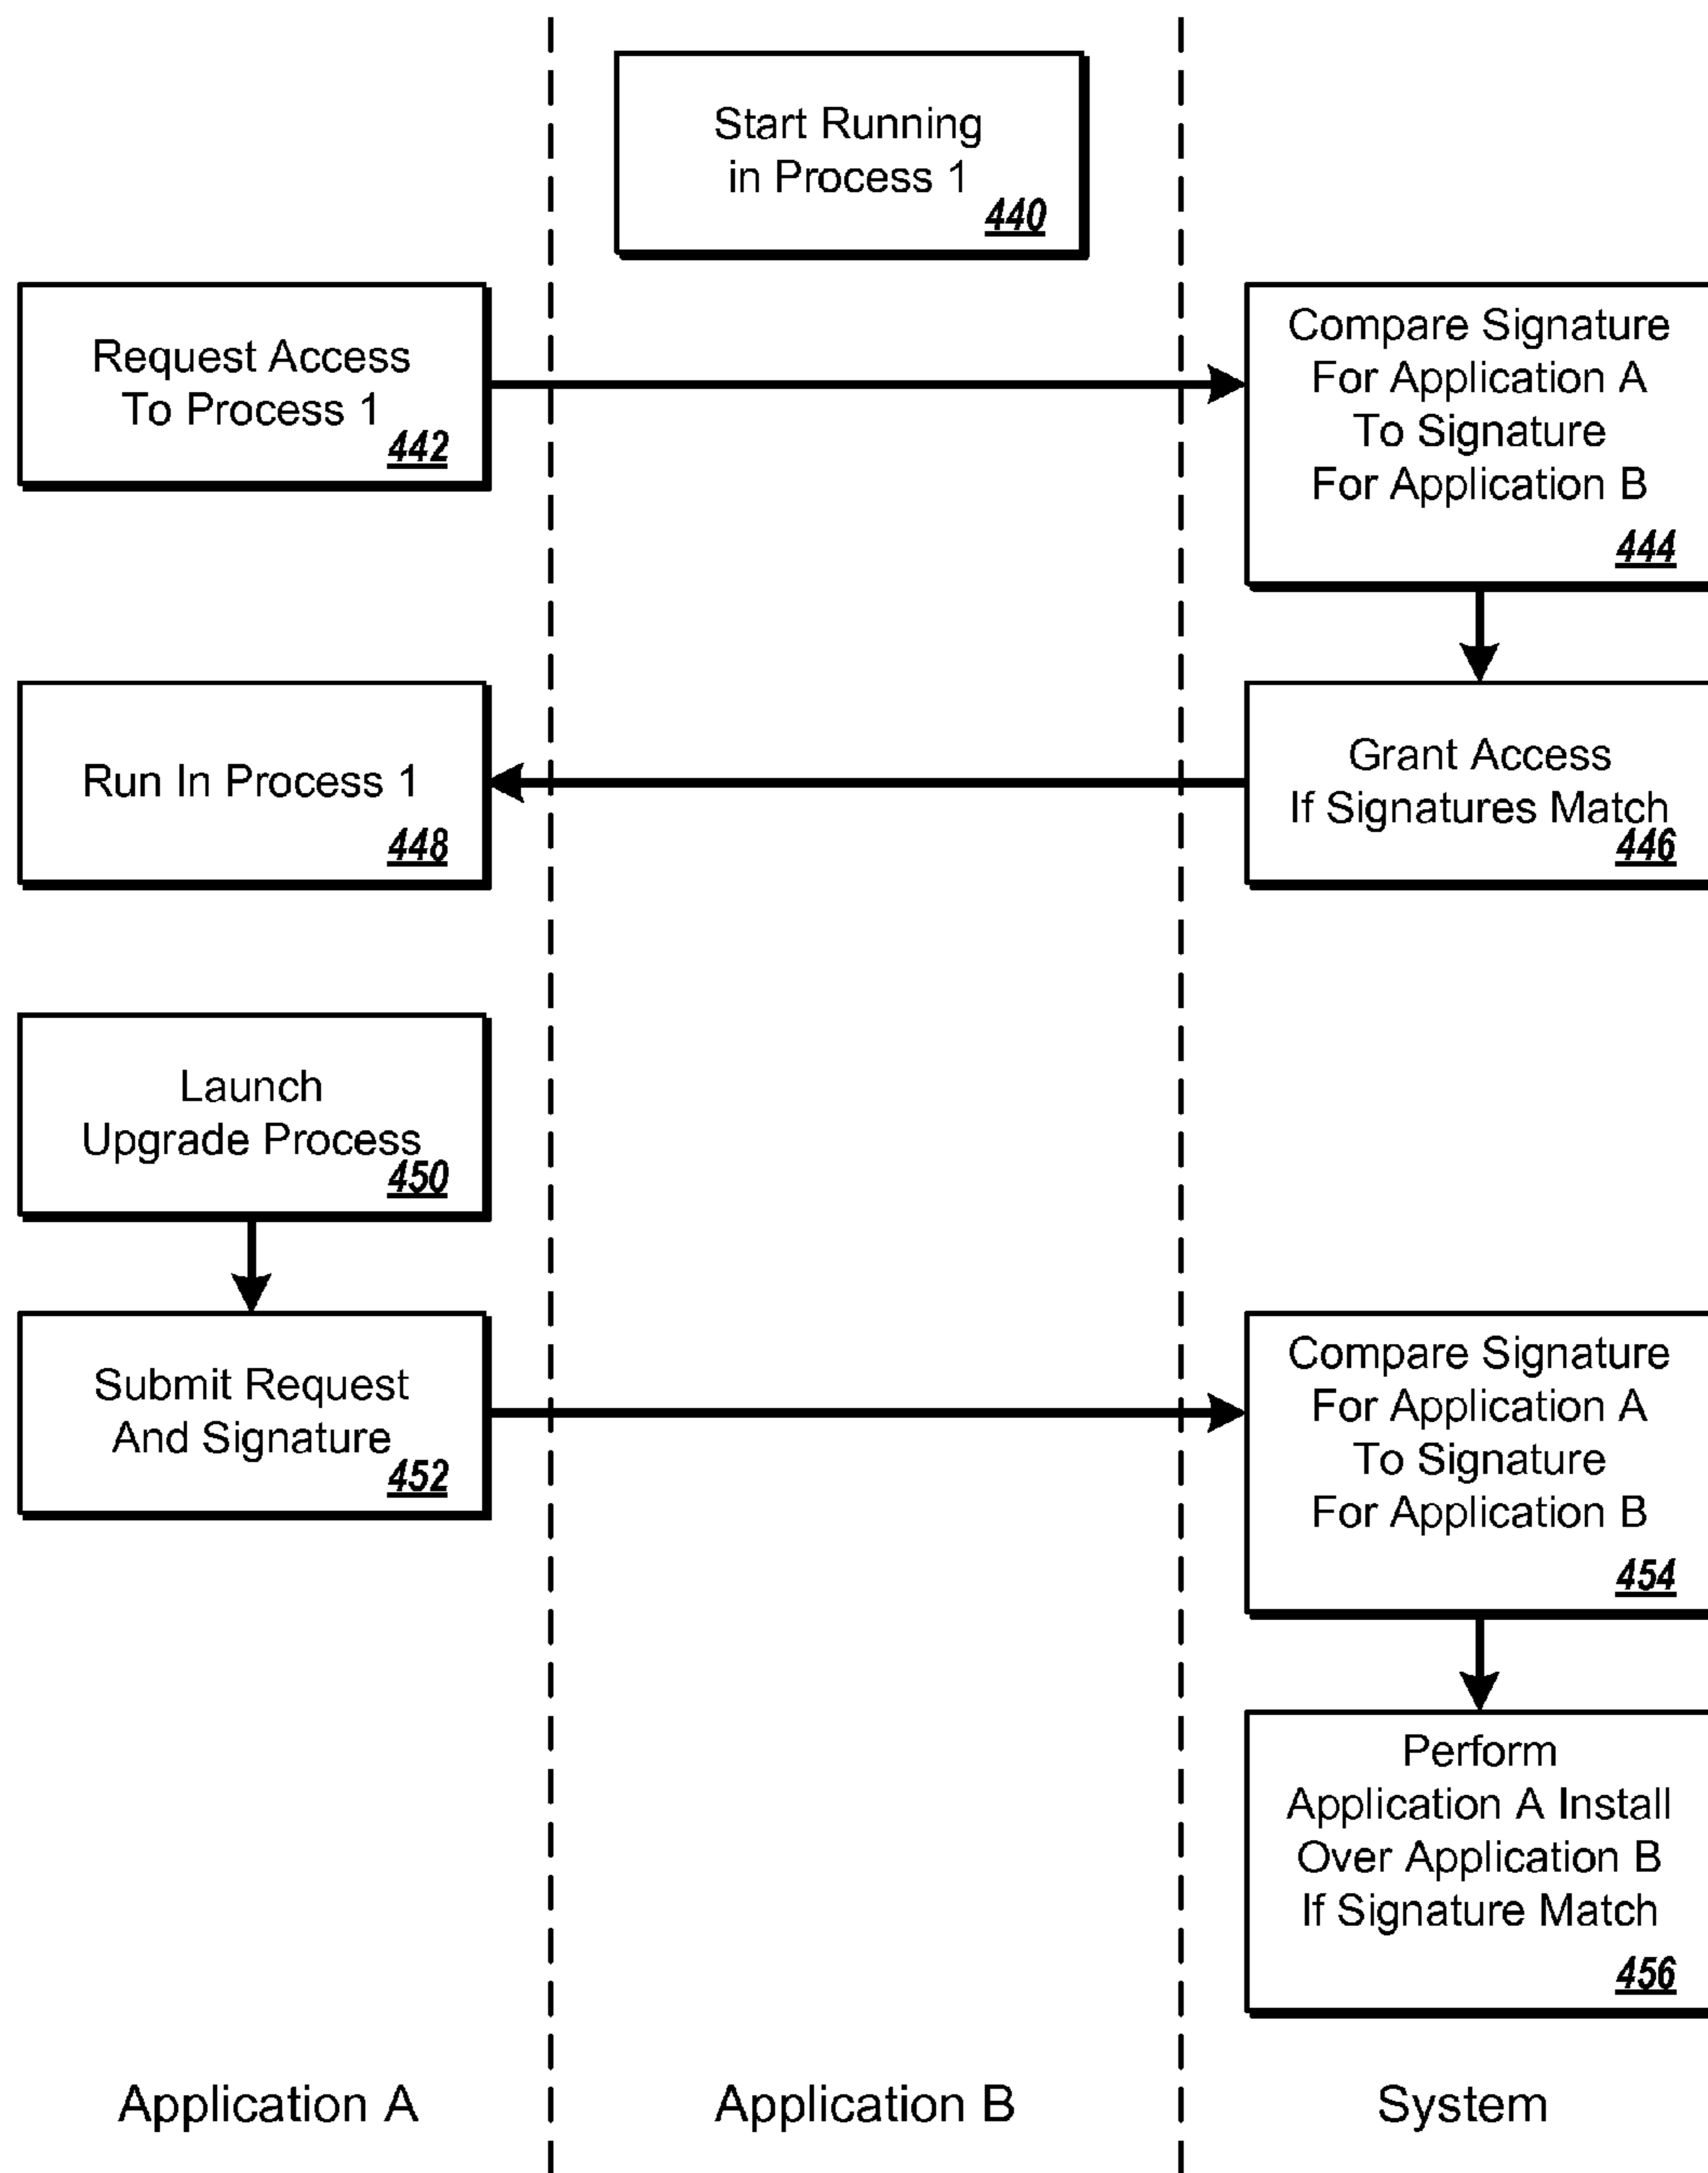 Start Running
in Process 1
440
Request Access
To Process 1
442
Compare Signature
For Application A
To Signature
For Application B
444
Run In Process 1
448
Grant Access
If Signatures Match
446
Launch
Upgrade Process
450
Submit Request
And Signature
452
Compare Signature
For Application A
To Signature
For Application B
454
Perform
Application A Install
Over Application B
If Signature Match
456
Application A
Application B
System